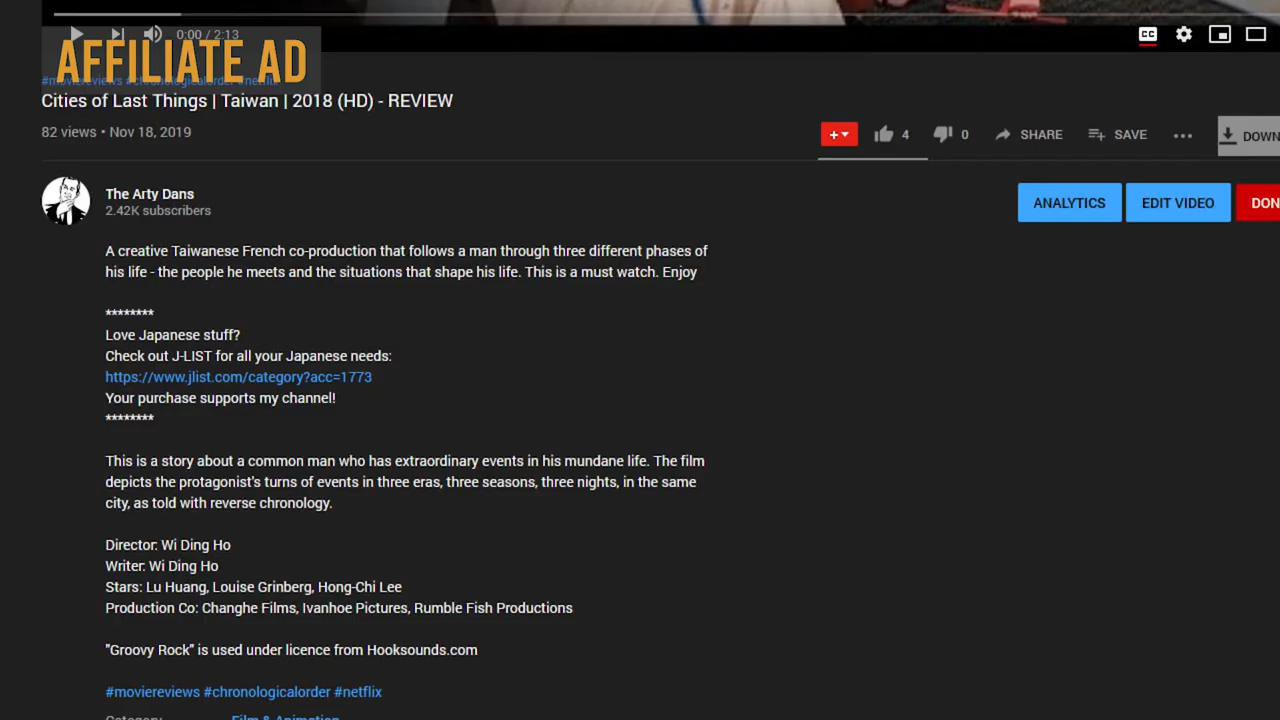 0:00 / 2:13
AFFILIATE AD
#moviereviews #chronologicalorder #netflix
Cities of Last Things | Taiwan | 2018 (HD) - REVIEW
82 views • Nov 18, 2019
CC
4
0
SHARE
SAVE
DOWN
The Arty Dans
2.42K subscribers
ANALYTICS
EDIT VIDEO
DON
A creative Taiwanese French co-production that follows a man through three different phases of
his life - the people he meets and the situations that shape his life. This is a must watch. Enjoy
********
Love Japanese stuff?
Check out J-LIST for all your Japanese needs:
https://www.jlist.com/category?acc=1773
Your purchase supports my channel!
********
This is a story about a common man who has extraordinary events in his mundane life. The film
depicts the protagonist's turns of events in three eras, three seasons, three nights, in the same
city, as told with reverse chronology.
Director: Wi Ding Ho
Writer: Wi Ding Ho
Stars: Lu Huang, Louise Grinberg, Hong-Chi Lee
Production Co: Changhe Films, Ivanhoe Pictures, Rumble Fish Productions
"Groovy Rock" is used under licence from Hooksounds.com
#moviereviews #chronologicalorder #netflix
Category Film & Animation